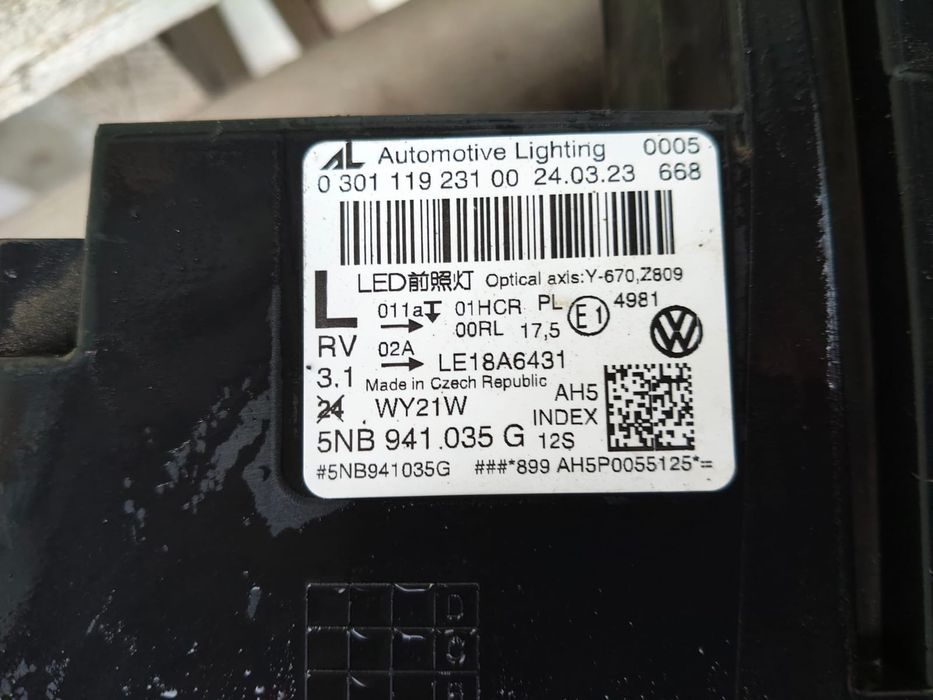 AL Automotive Lighting 0005
0 301 119 231 00 24.03.23 668
L LED前照灯 Optical axis:Y-670,Z809
011a 01HCR PL E1 4981
00RL 17,5
RV 02A LE18A6431
3.1 Made in Czech Republic
24 WY21W AH5
INDEX
5NB 941 035 G 12S
#5NB941035G ###*899 AH5P0055125*=
D
C